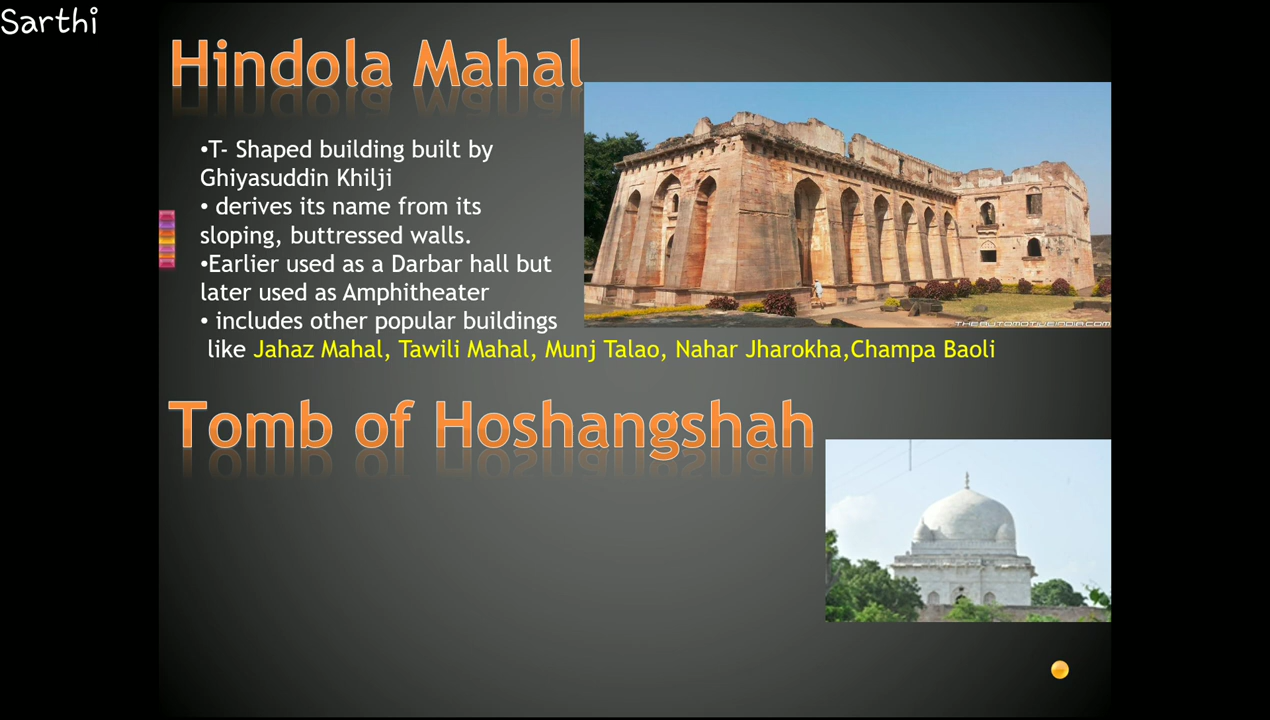 Sarthi
Hindola Mahal
•T- Shaped building built by
Ghiyasuddin Khilji
• derives its name from its
sloping, buttressed walls.
•Earlier used as a Darbar hall but
later used as Amphitheater
• includes other popular buildings
like Jahaz Mahal, Tawili Mahal, Munj Talao, Nahar Jharokha,Champa Baoli
THEAUTOMOTIVEINDIA.COM
Tomb of Hoshangshah